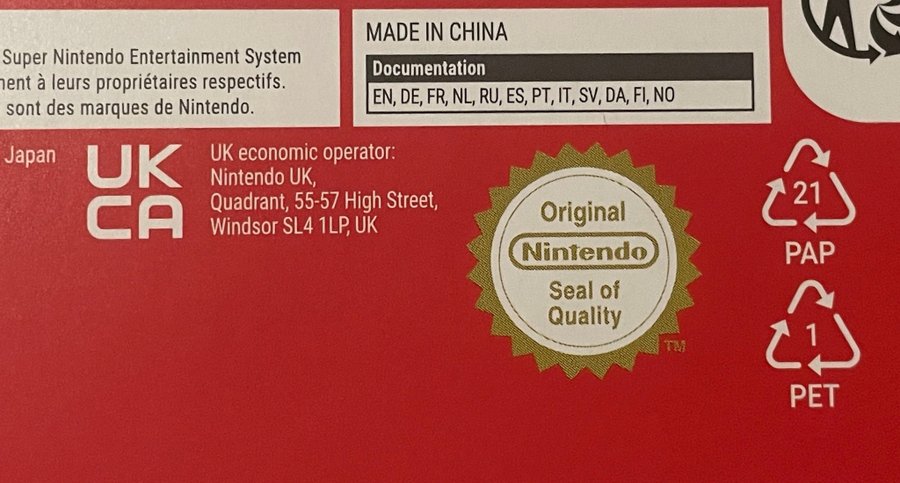 Super Nintendo Entertainment System
ment à leurs propriétaires respectifs.
sont des marques de Nintendo.
MADE IN CHINA
Documentation
EN, DE, FR, NL, RU, ES, PT, IT, SV, DA, FI, NO
Japan
UK
CA
UK economic operator:
Nintendo UK,
Quadrant, 55-57 High Street,
Windsor SL4 1LP, UK
Original
Nintendo
Seal of
Quality
TM
21
PAP
1
PET